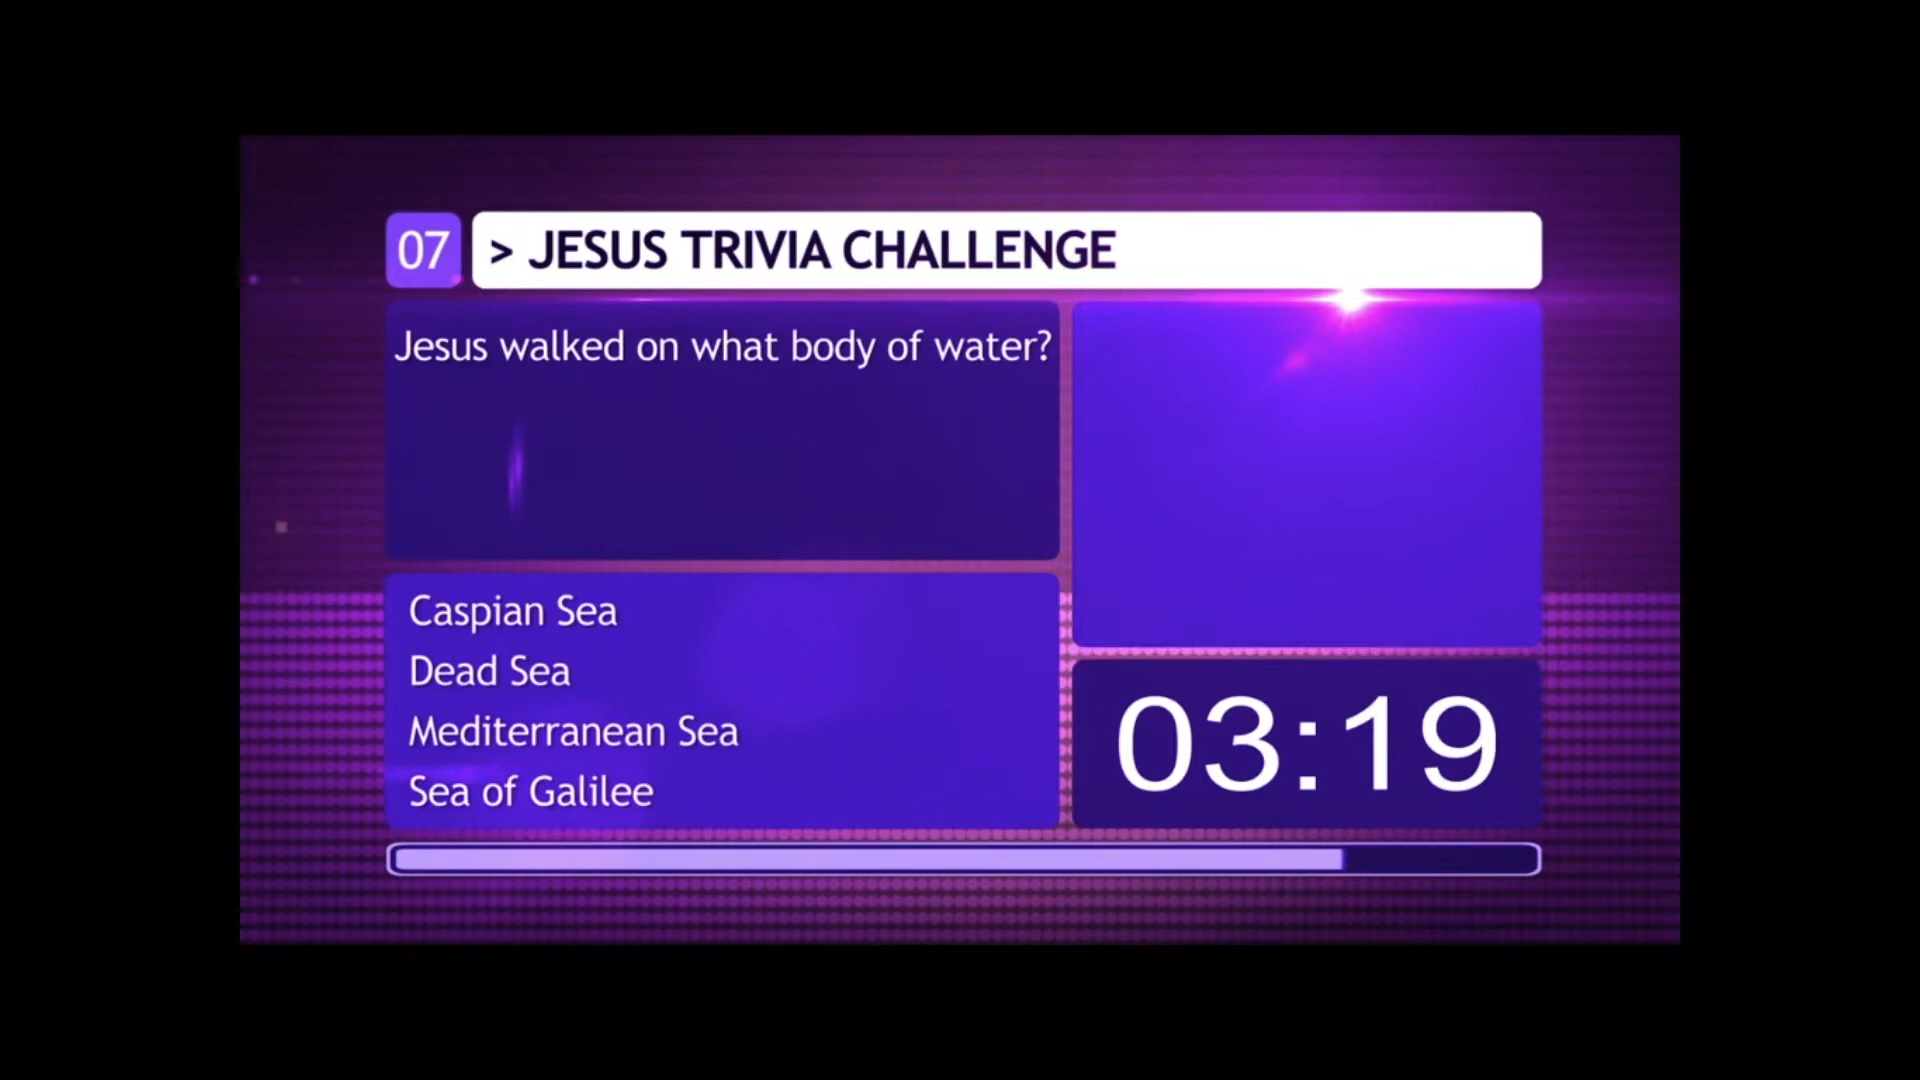 07
> JESUS TRIVIA CHALLENGE
Jesus walked on what body of water?
Caspian Sea
Dead Sea
Mediterranean Sea
Sea of Galilee
03:19